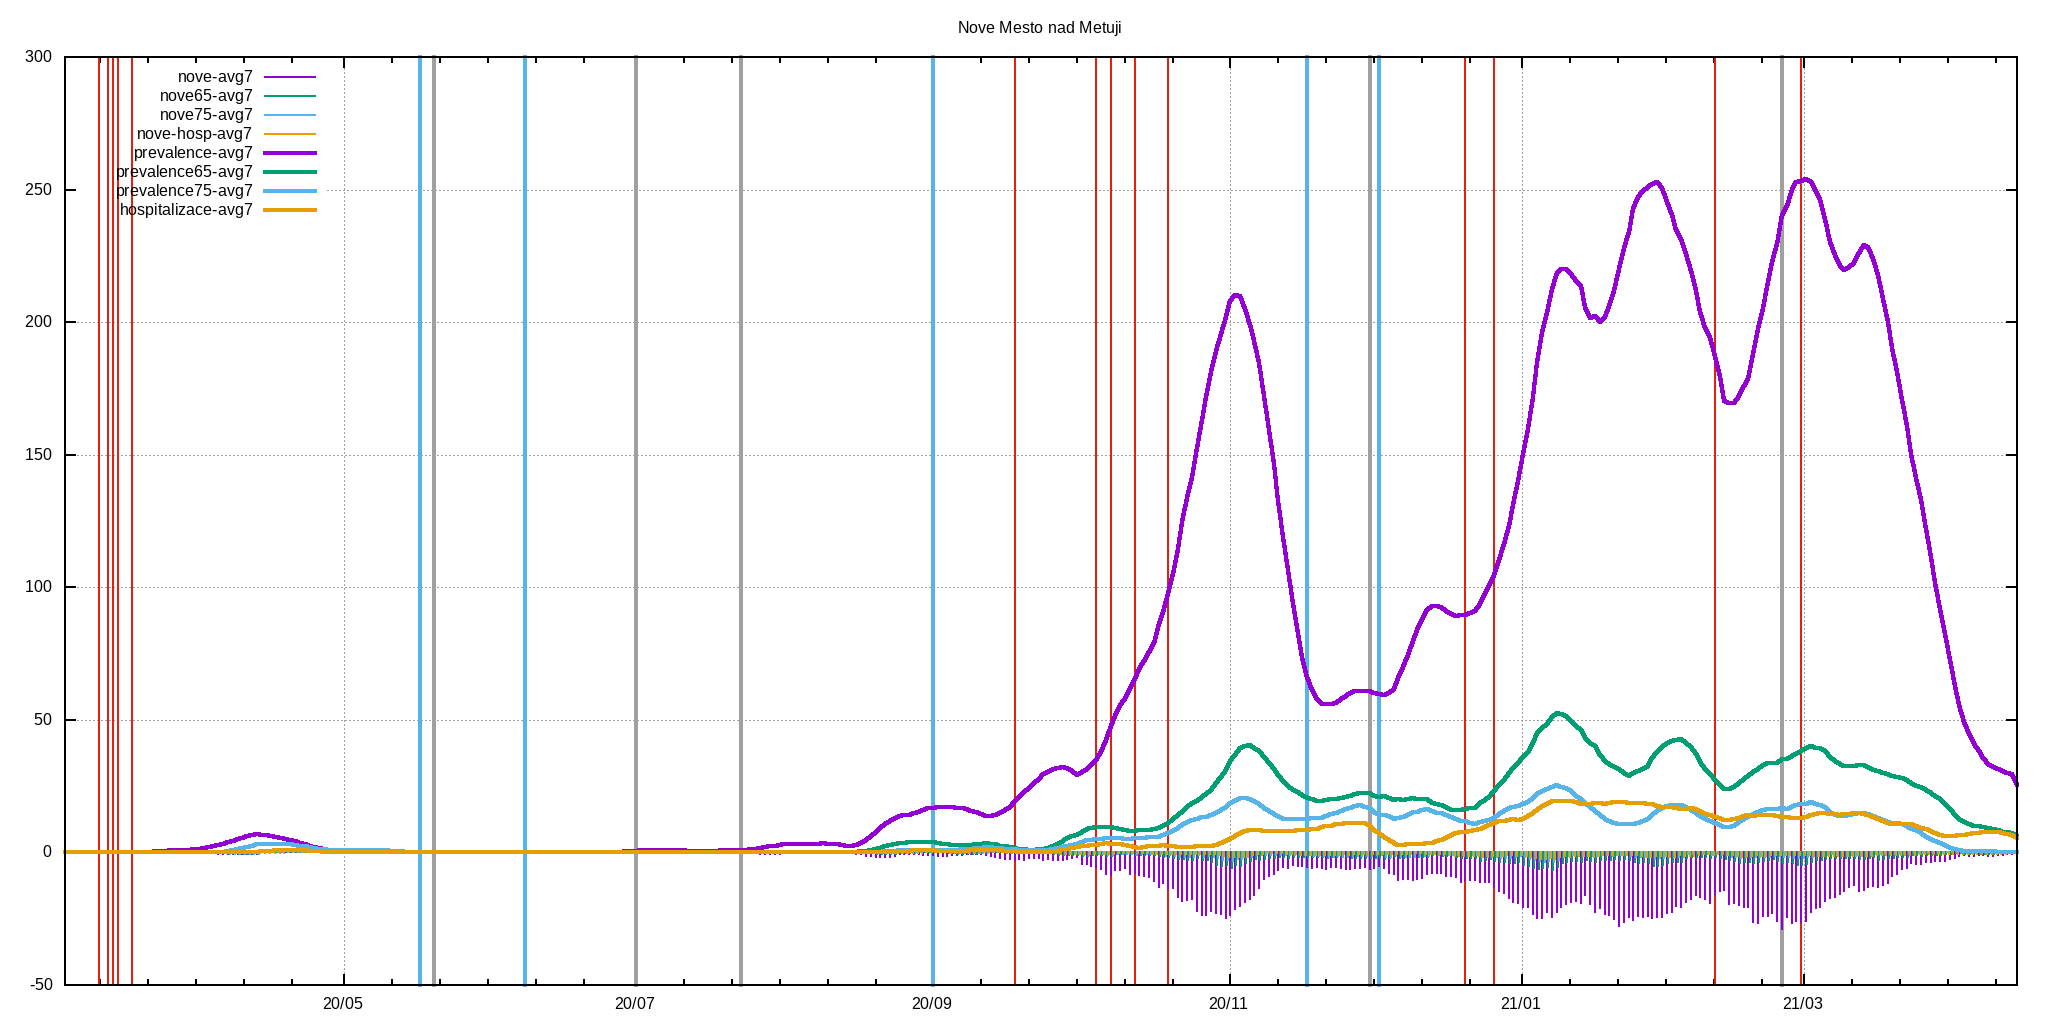 Nove Mesto nad Metuji
300
250
200
150
100
50
0
-50
nove-avg7
nove65-avg7
nove75-avg7
nove-hosp-avg7
prevalence-avg7
prevalence65-avg7
prevalence75-avg7
hospitalizace-avg7
20/05 20/07 20/09 20/11 21/01 21/03